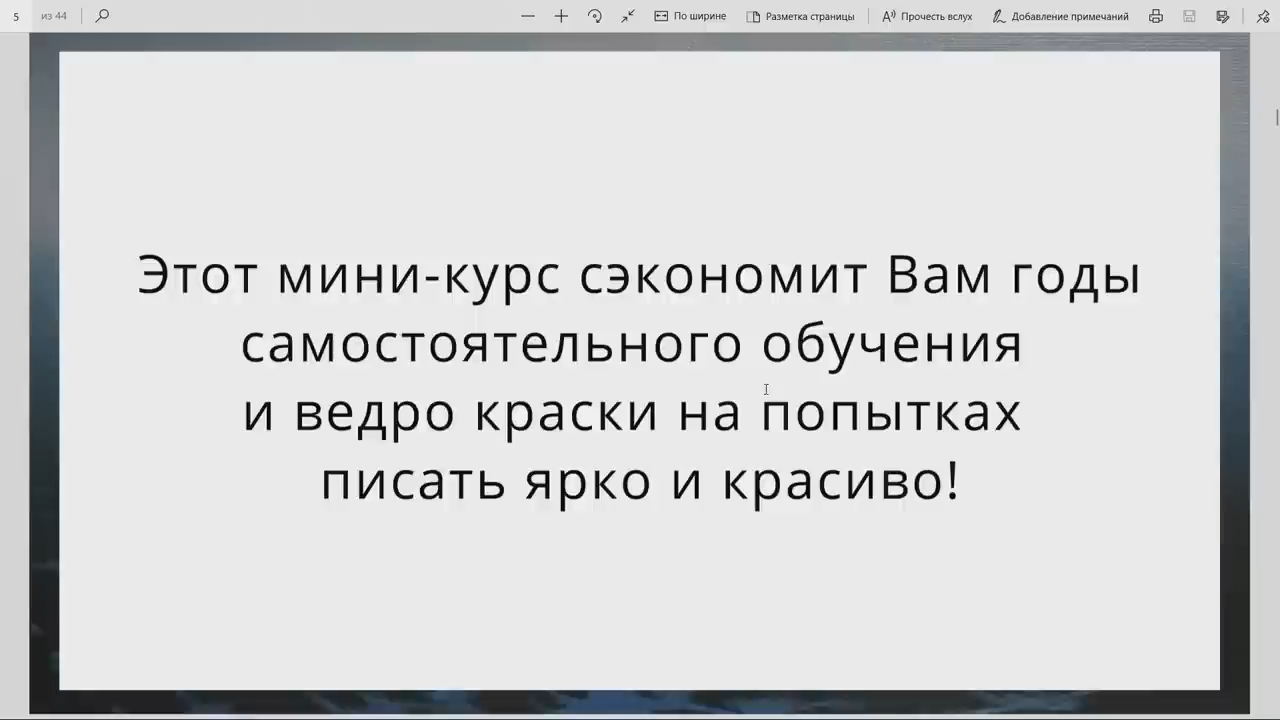 5 из 44 По ширине Разметка страницы Прочесть вслух Добавление примечаний
Этот мини-курс сэкономит Вам годы
самостоятельного обучения
и ведро краски на попытках
писать ярко и красиво!